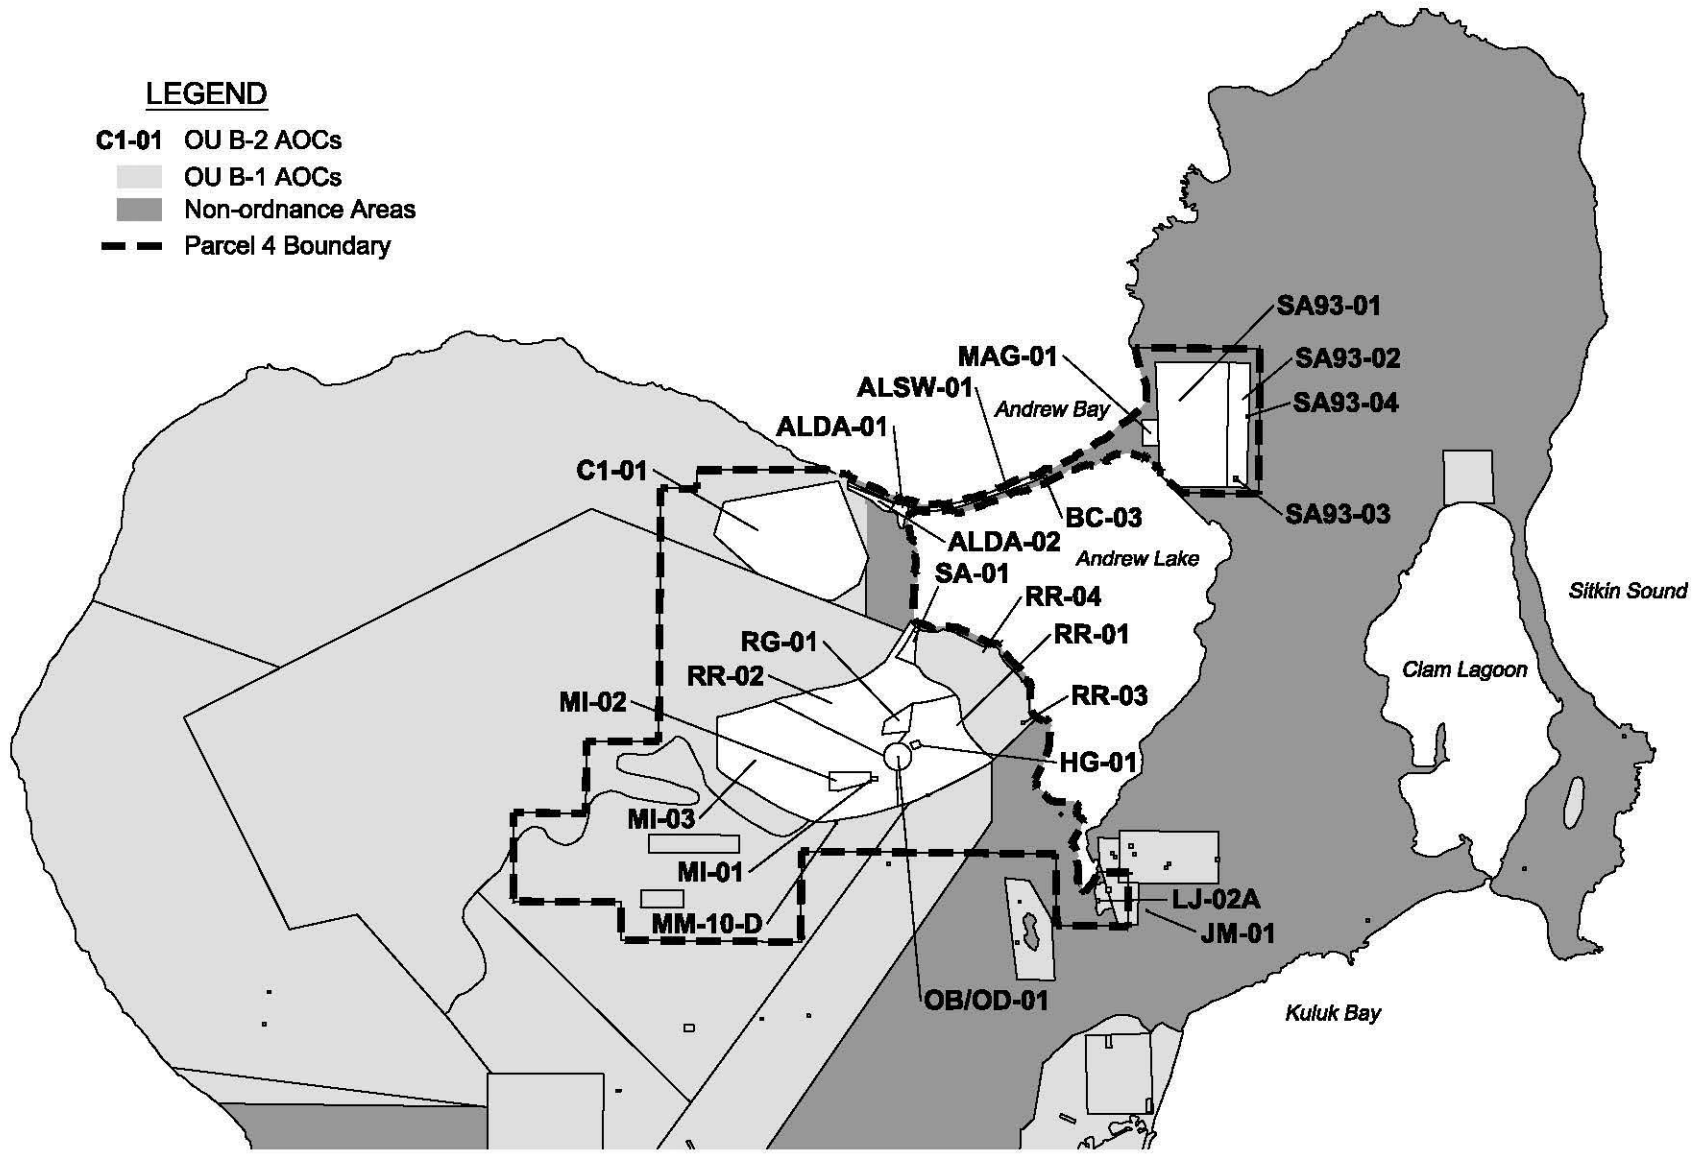 LEGEND
C1-01 OU B-2 AOCs
OU B-1 AOCs
Non-ordnance Areas
Parcel 4 Boundary
SA93-01
MAG-01
SA93-02
ALSW-01
SA93-04
Andrew Bay
ALDA-01
C1-01
SA93-03
BC-03
ALDA-02
Andrew Lake
SA-01
Sitkin Sound
RR-04
RR-01
RG-01
Clam Lagoon
RR-02
RR-03
MI-02
HG-01
MI-03
MI-01
LJ-02A
MM-10-D
JM-01
OB/OD-01
Kuluk Bay